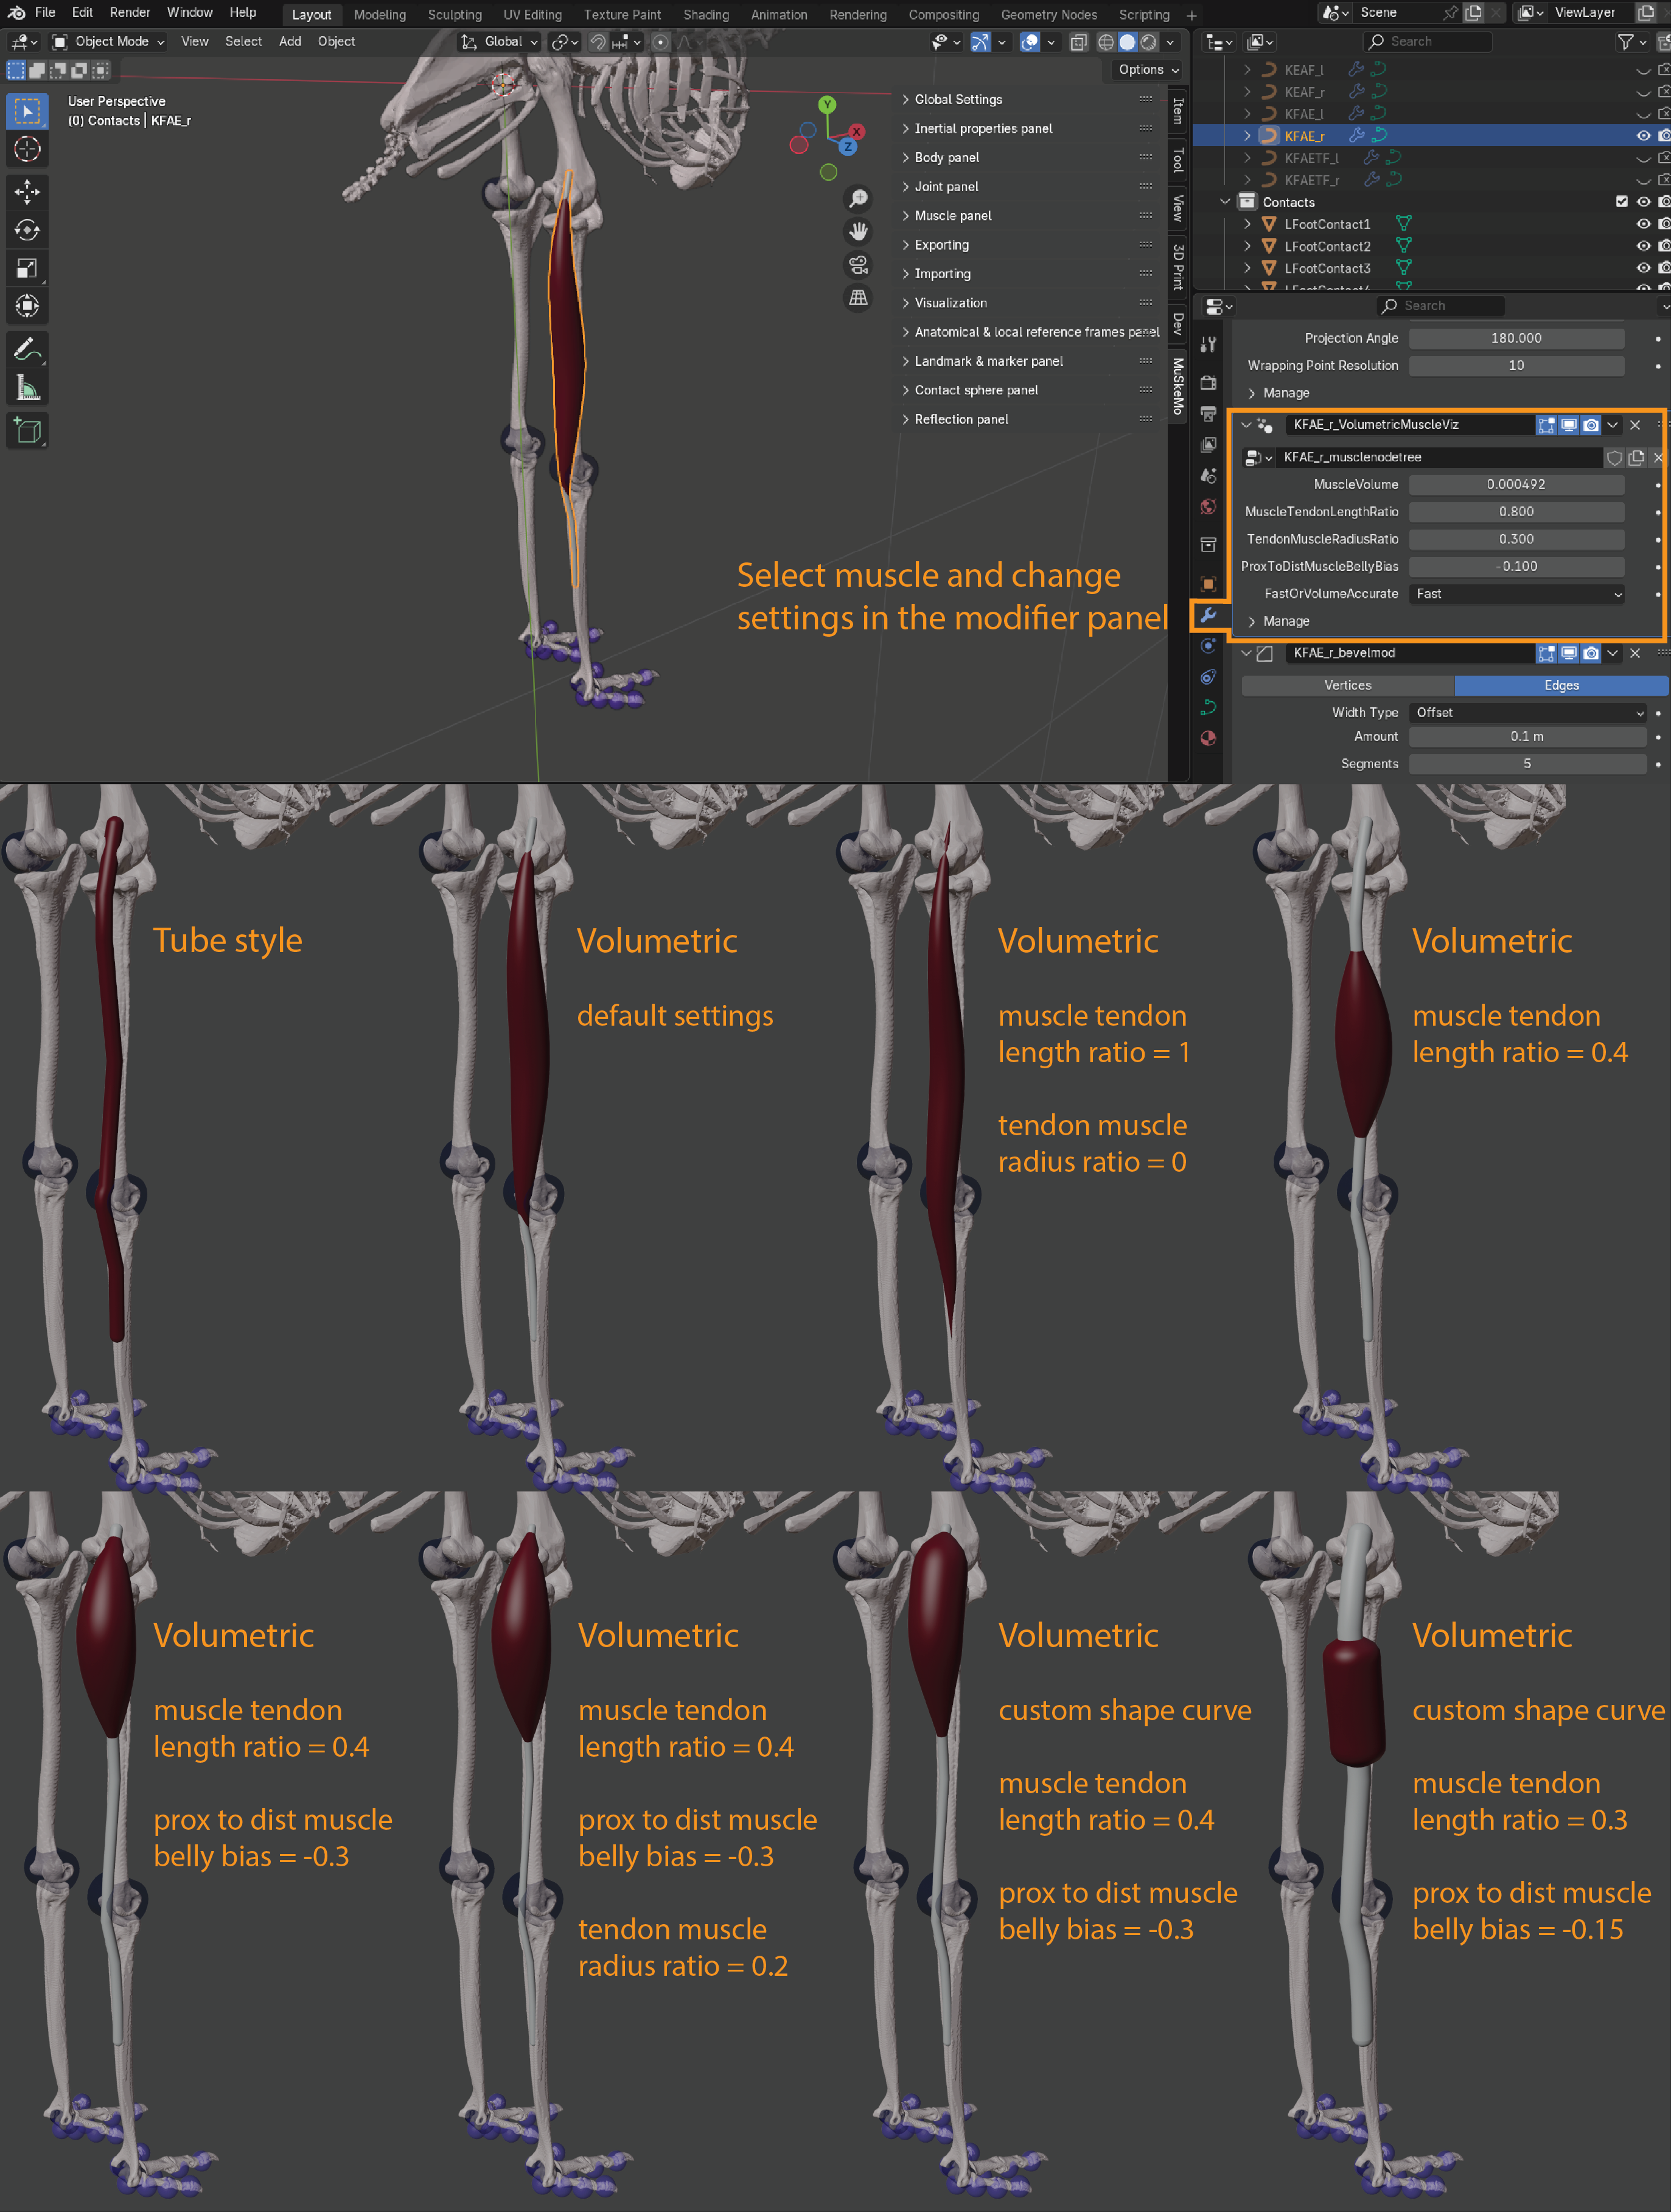 File Edit Render Window Help Layout Modeling Sculpting UV Editing Texture Paint Shading Animation Rendering Compositing Geometry Nodes Scripting + Scene ViewLayer
Object Mode View Select Add Object Global Search
Options
User Perspective
(0) Contacts | KFAE_r
Y
X
Z
Global Settings
Inertial properties panel
Body panel
Joint panel
Muscle panel
Exporting
Importing
Visualization
Anatomical & local reference frames panel
Landmark & marker panel
Contact sphere panel
Reflection panel
Item
Tool
View
3D Print
Dev
MuSkeMo
KEAF_l
KEAF_r
KFAE_l
KFAE_r
KFAETF_l
KFAETF_r
Contacts
LFootContact1
LFootContact2
LFootContact3
Search
Projection Angle 180.000
Wrapping Point Resolution 10
Manage
KFAE_r_VolumetricMuscleViz
KFAE_r_musclenodetree
MuscleVolume 0.000492
MuscleTendonLengthRatio 0.800
TendonMuscleRadiusRatio 0.300
ProxToDistMuscleBellyBias -0.100
FastOrVolumeAccurate Fast
Manage
KFAE_r_bevelmod
Vertices Edges
Width Type Offset
Amount 0.1 m
Segments 5
Select muscle and change
settings in the modifier panel
Tube style
Volumetric
default settings
Volumetric
muscle tendon
length ratio = 1
tendon muscle
radius ratio = 0
Volumetric
muscle tendon
length ratio = 0.4
Volumetric
muscle tendon
length ratio = 0.4
prox to dist muscle
belly bias = -0.3
Volumetric
muscle tendon
length ratio = 0.4
prox to dist muscle
belly bias = -0.3
tendon muscle
radius ratio = 0.2
Volumetric
custom shape curve
muscle tendon
length ratio = 0.4
prox to dist muscle
belly bias = -0.3
Volumetric
custom shape curve
muscle tendon
length ratio = 0.3
prox to dist muscle
belly bias = -0.15